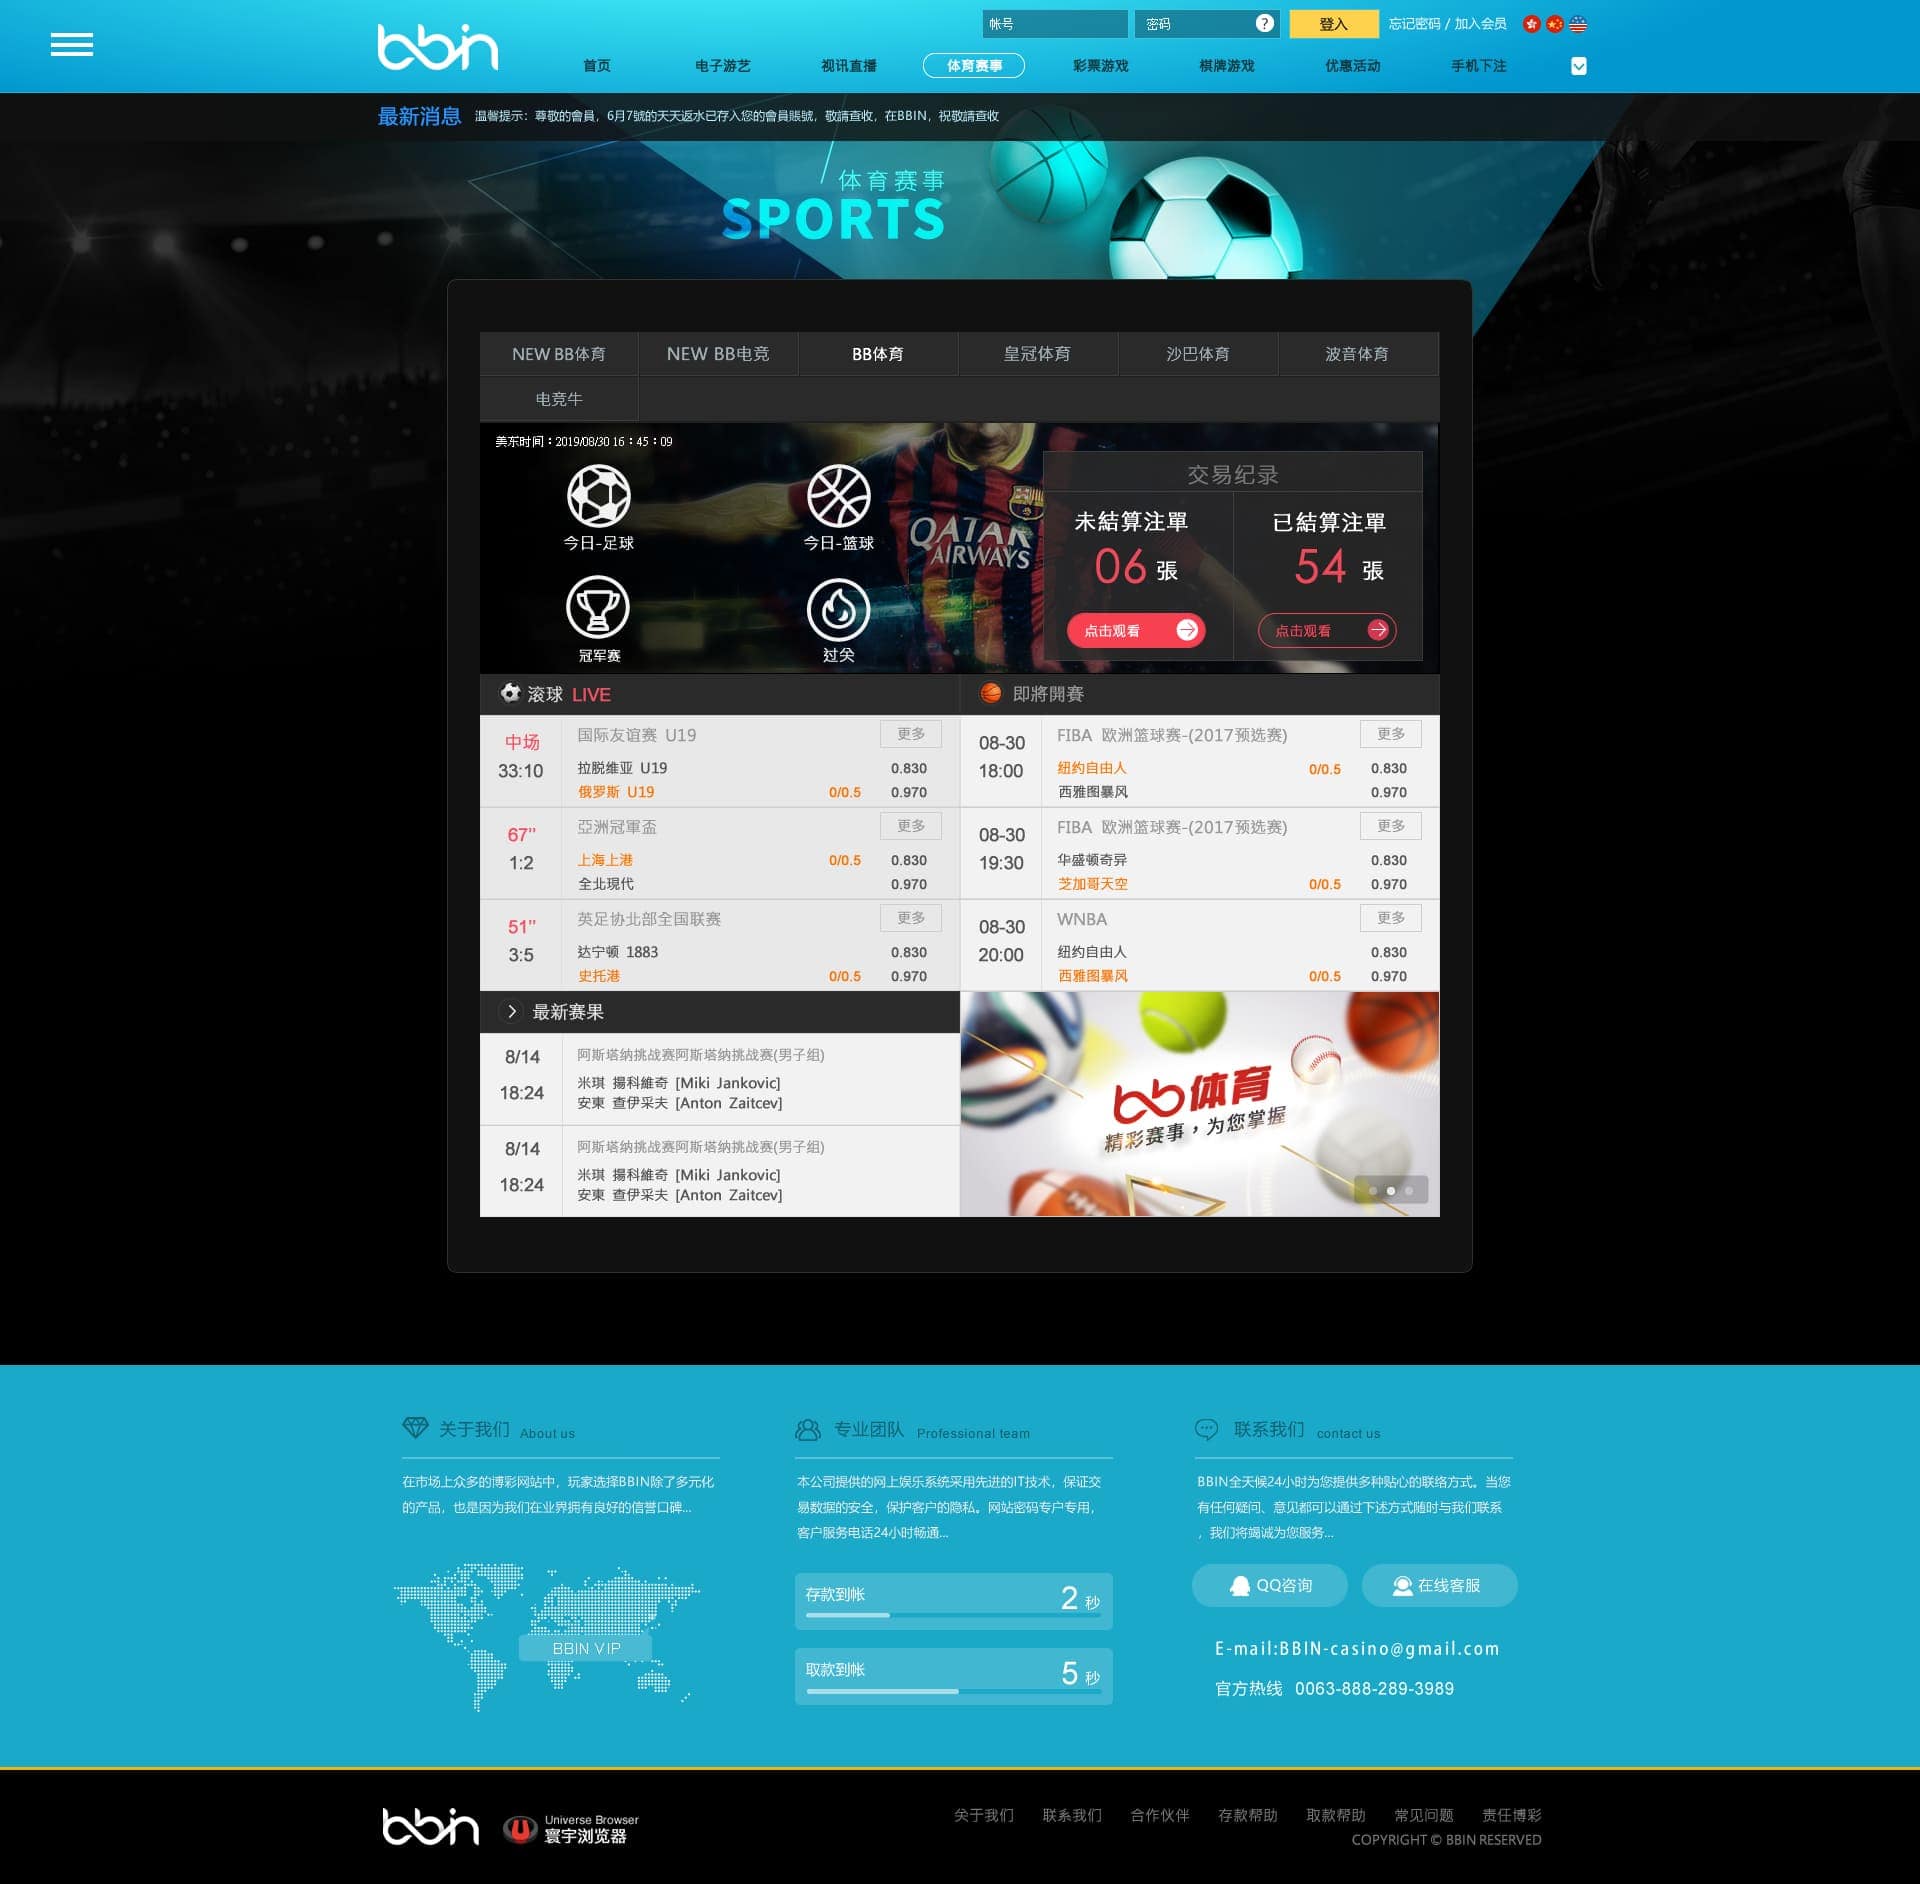 bbin
帐号
密码
?
登入
忘记密码 / 加入会员
首页
电子游艺
视讯直播
体育赛事
彩票游戏
棋牌游戏
优惠活动
手机下注
最新消息
温馨提示：尊敬的會員，6月7號的天天返水已存入您的會員賬號，敬請查收，在BBIN，祝敬請查收
体育赛事
SPORTS
NEW BB体育
NEW BB电竞
BB体育
皇冠体育
沙巴体育
波音体育
电竞牛
美东时间：2019/08/30 16：45：09
今日-足球
今日-篮球
冠军赛
过关
QATAR
AIRWAYS
交易纪录
未結算注單
06 張
点击观看
已結算注單
54 張
点击观看
滚球 LIVE
中场
33:10
国际友谊赛 U19
更多
拉脱维亚 U19
0.830
俄罗斯 U19
0/0.5
0.970
67’’
1:2
亞洲冠軍盃
更多
上海上港
0/0.5
0.830
全北現代
0.970
51’’
3:5
英足协北部全国联赛
更多
达宁顿 1883
0.830
史托港
0/0.5
0.970
即將開賽
08-30
18:00
FIBA 欧洲篮球赛-(2017预选赛)
更多
纽约自由人
0/0.5
0.830
西雅图暴风
0.970
08-30
19:30
FIBA 欧洲篮球赛-(2017预选赛)
更多
华盛顿奇异
0.830
芝加哥天空
0/0.5
0.970
08-30
20:00
WNBA
更多
纽约自由人
0.830
西雅图暴风
0/0.5
0.970
最新赛果
8/14
18:24
阿斯塔纳挑战赛阿斯塔纳挑战赛(男子组)
米琪 揚科維奇 [Miki Jankovic]
安東 查伊采夫 [Anton Zaitcev]
8/14
18:24
阿斯塔纳挑战赛阿斯塔纳挑战赛(男子组)
米琪 揚科維奇 [Miki Jankovic]
安東 查伊采夫 [Anton Zaitcev]
bb体育
精彩赛事，为您掌握
关于我们 About us
在市场上众多的博彩网站中，玩家选择BBIN除了多元化
的产品，也是因为我们在业界拥有良好的信誉口碑...
BBIN VIP
专业团队 Professional team
本公司提供的网上娱乐系统采用先进的IT技术，保证交
易数据的安全，保护客户的隐私。网站密码专户专用，
客户服务电话24小时畅通...
存款到帐
2 秒
取款到帐
5 秒
联系我们 contact us
BBIN全天候24小时为您提供多种贴心的联络方式。当您
有任何疑问、意见都可以通过下述方式随时与我们联系
，我们将竭诚为您服务...
QQ咨询
在线客服
E-mail:BBIN-casino@gmail.com
官方热线 0063-888-289-3989
bbin
Universe Browser
寰宇浏览器
关于我们
联系我们
合作伙伴
存款帮助
取款帮助
常见问题
责任博彩
COPYRIGHT © BBIN RESERVED